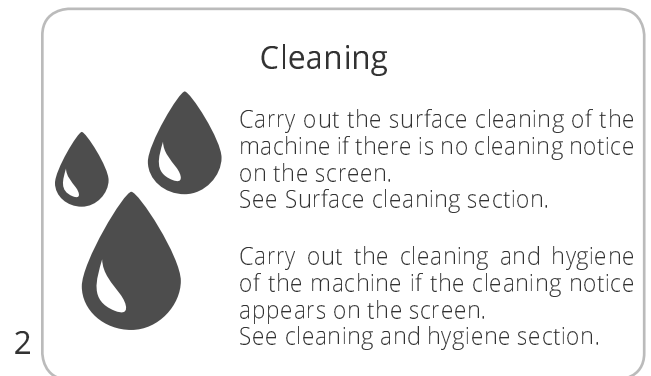 Cleaning
Carry out the surface cleaning of the
machine if there is no cleaning notice
on the screen.
See Surface cleaning section.
Carry out the cleaning and hygiene
of the machine if the cleaning notice
appears on the screen.
See cleaning and hygiene section.
2